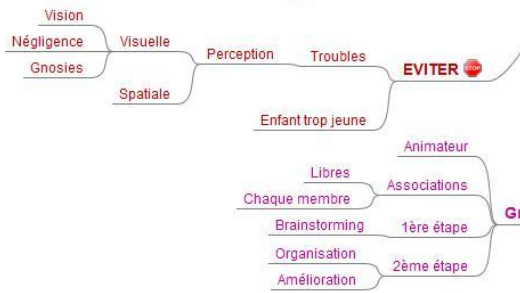 Vision
Négligence
Gnosies
Visuelle
Spatiale
Perception
Troubles
Enfant trop jeune
EVITER STOP
Animateur
Libres
Chaque membre
Associations
Brainstorming
1ère étape
Organisation
Amélioration
2ème étape